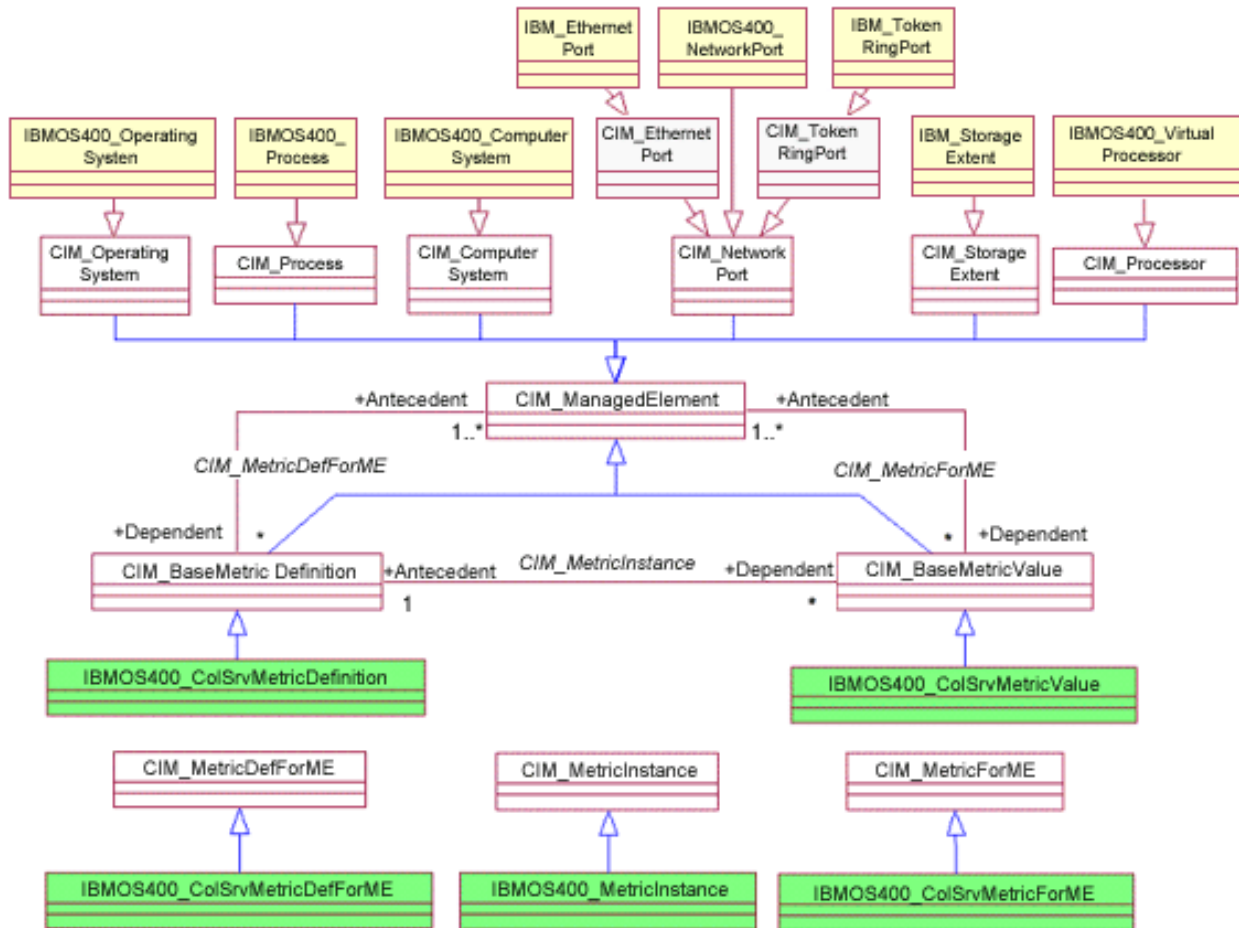 IBM_Ethernet
Port
IBMOS400_
NetworkPort
IBM_Token
RingPort
IBMOS400_Operating
System
IBMOS400_
Process
IBMOS400_Computer
System
CIM_Ethernet
Port
CIM_Token
RingPort
IBM_Storage
Extent
IBMOS400_Virtual
Processor
CIM_Operating
System
CIM_Process
CIM_Computer
System
CIM_Network
Port
CIM_Storage
Extent
CIM_Processor
+Antecedent
CIM_ManagedElement
+Antecedent
1..*
1..*
CIM_MetricDefForME
CIM_MetricForME
+Dependent
*
*
+Dependent
CIM_BaseMetric Definition
+Antecedent
CIM_MetricInstance
+Dependent
CIM_BaseMetricValue
1
*
IBMOS400_ColSrvMetricDefinition
IBMOS400_ColSrvMetricValue
CIM_MetricDefForME
CIM_MetricInstance
CIM_MetricForME
IBMOS400_ColSrvMetricDefForME
IBMOS400_MetricInstance
IBMOS400_ColSrvMetricForME